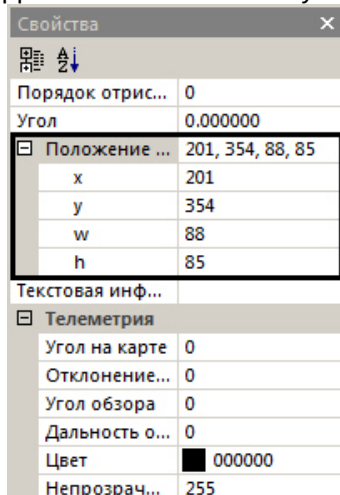 Свойства
Порядок отрис... 0
Угол 0.000000
Положение ... 201, 354, 88, 85
x 201
y 354
w 88
h 85
Текстовая инф...
Телеметрия
Угол на карте 0
Отклонение... 0
Угол обзора 0
Дальность о... 0
Цвет 000000
Непрозрач... 255